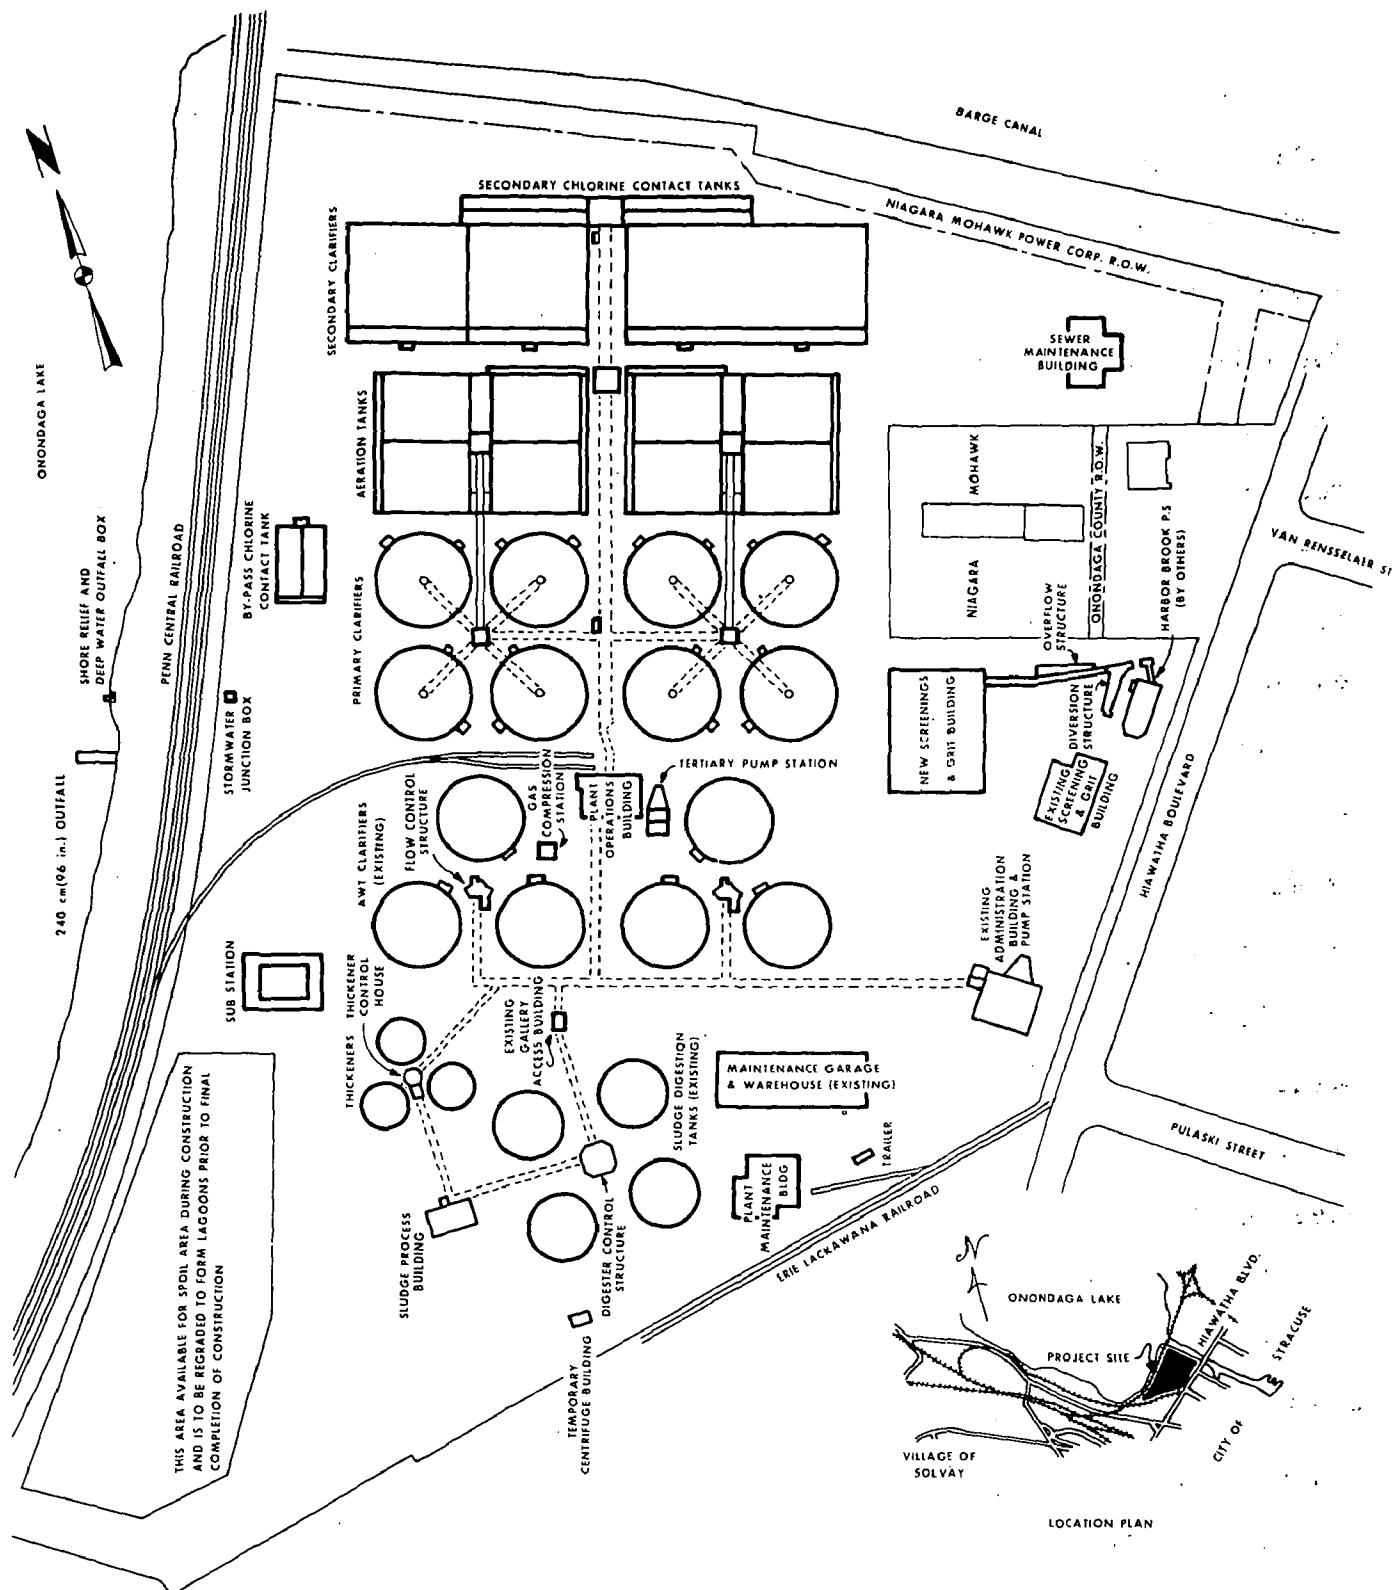 BARGE CANAL
NIAGARA MOHAWK POWER CORP. R.O.W.
SECONDARY CHLORINE CONTACT TANKS
SECONDARY CLARIFIERS
N
ONONDAGA LAKE
SEWER
MAINTENANCE
BUILDING
AERATION TANKS
NIAGARA MOHAWK
ONONDAGA COUNTY R.O.W.
VAN RENSSELAER ST
HARBOR BROOK P.S
(BY OTHERS)
BY-PASS CHLORINE
CONTACT TANK
SHORE RELIEF AND
DEEP WATER OUTFALL BOX
PENN CENTRAL RAILROAD
PRIMARY CLARIFIERS
OVERFLOW
STRUCTURE
DIVERSION
STRUCTURE
NEW SCREENINGS
& GRIT BUILDING
EXISTING
SCREENING
& GRIT
BUILDING
HIAWATHA BOULEVARD
STORMWATER
JUNCTION BOX
240 cm(96 in.) OUTFALL
TERTIARY PUMP STATION
PLANT
OPERATIONS
BUILDING
GAS
COMPRESSION
STATION
FLOW CONTROL
STRUCTURE
AWT CLARIFIERS
(EXISTING)
EXISTING
ADMINISTRATION
BUILDING &
PUMP STATION
SUB STATION
THICKENERS
THICKENER
CONTROL
HOUSE
EXISTING
GALLERY
ACCESS BUILDING
SLUDGE DIGESTION
TANKS (EXISTING)
MAINTENANCE GARAGE
& WAREHOUSE (EXISTING)
TRAILER
PLANT
MAINTENANCE
BLDG
PULASKI STREET
ERIE LACKAWANA RAILROAD
SLUDGE PROCESS
BUILDING
DIGESTER CONTROL
STRUCTURE
TEMPORARY
CENTRIFUGE BUILDING
THIS AREA AVAILABLE FOR SPOIL AREA DURING CONSTRUCTION
AND IS TO BE REGRADED TO FORM LAGOONS PRIOR TO FINAL
COMPLETION OF CONSTRUCTION
N
ONONDAGA LAKE
HIAWATHA BLVD.
PROJECT SITE
CITY OF STRACUSE
VILLAGE OF
SOLVAY
LOCATION PLAN